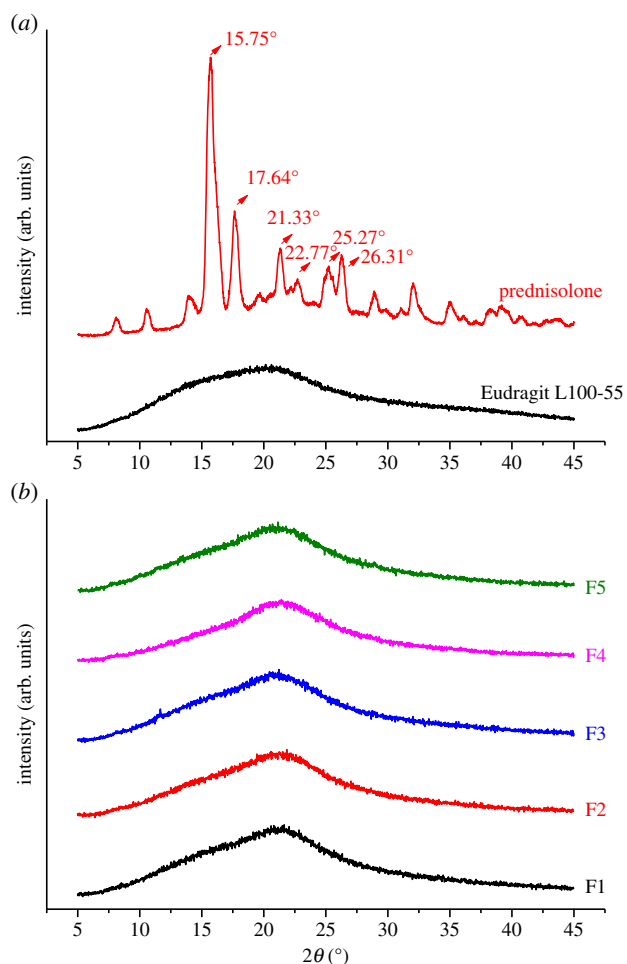 (a)
15.75°
17.64°
21.33°
22.77°
25.27°
26.31°
prednisolone
Eudragit L100-55
intensity (arb. units)
5 10 15 20 25 30 35 40 45
(b)
F5
F4
F3
F2
F1
intensity (arb. units)
5 10 15 20 25 30 35 40 45
2θ (°)